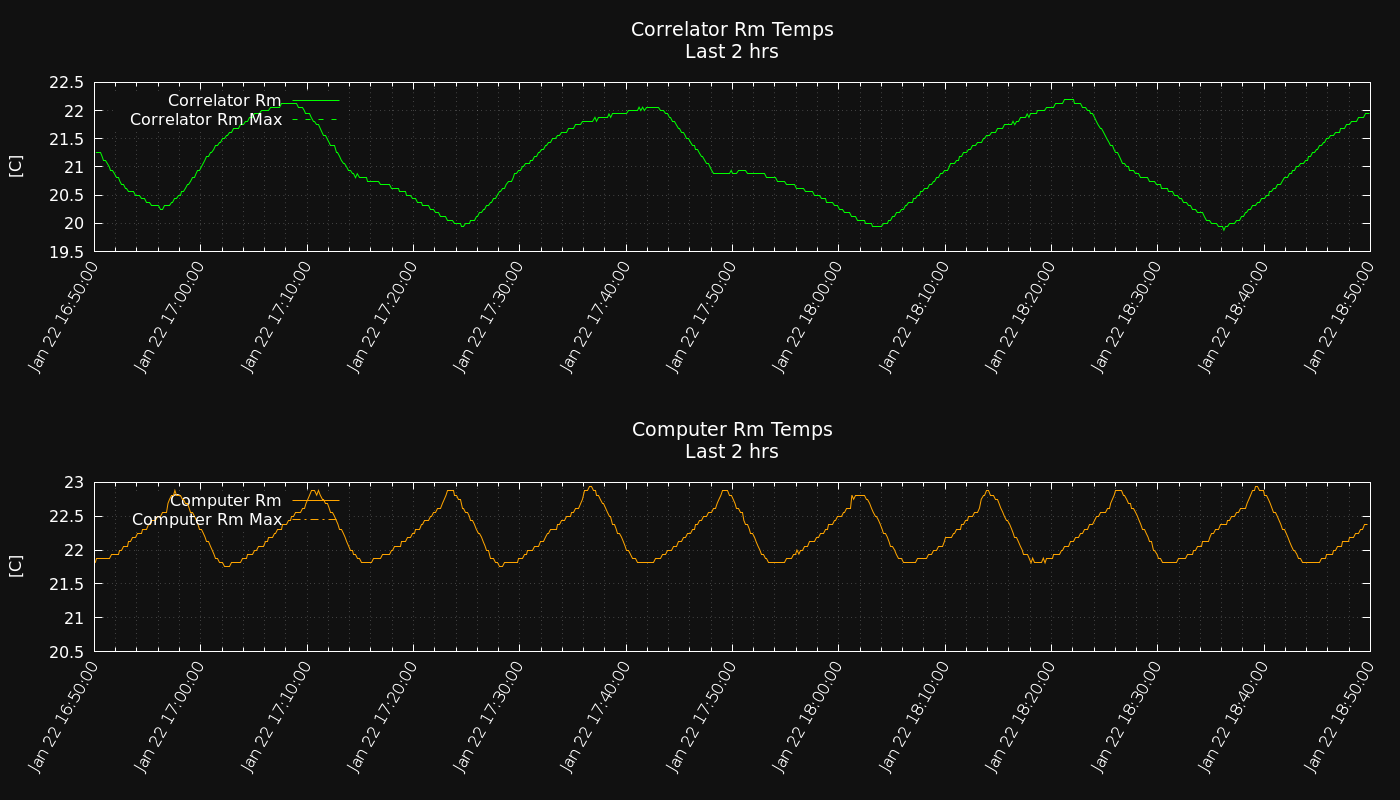 Correlator Rm Temps
Last 2 hrs
22.5
22
21.5
21
20.5
20
19.5
[C]
Correlator Rm
Correlator Rm Max
Jan 22 16:50:00
Jan 22 17:00:00
Jan 22 17:10:00
Jan 22 17:20:00
Jan 22 17:30:00
Jan 22 17:40:00
Jan 22 17:50:00
Jan 22 18:00:00
Jan 22 18:10:00
Jan 22 18:20:00
Jan 22 18:30:00
Jan 22 18:40:00
Jan 22 18:50:00
Computer Rm Temps
Last 2 hrs
23
22.5
22
21.5
21
20.5
[C]
Computer Rm
Computer Rm Max
Jan 22 16:50:00
Jan 22 17:00:00
Jan 22 17:10:00
Jan 22 17:20:00
Jan 22 17:30:00
Jan 22 17:40:00
Jan 22 17:50:00
Jan 22 18:00:00
Jan 22 18:10:00
Jan 22 18:20:00
Jan 22 18:30:00
Jan 22 18:40:00
Jan 22 18:50:00